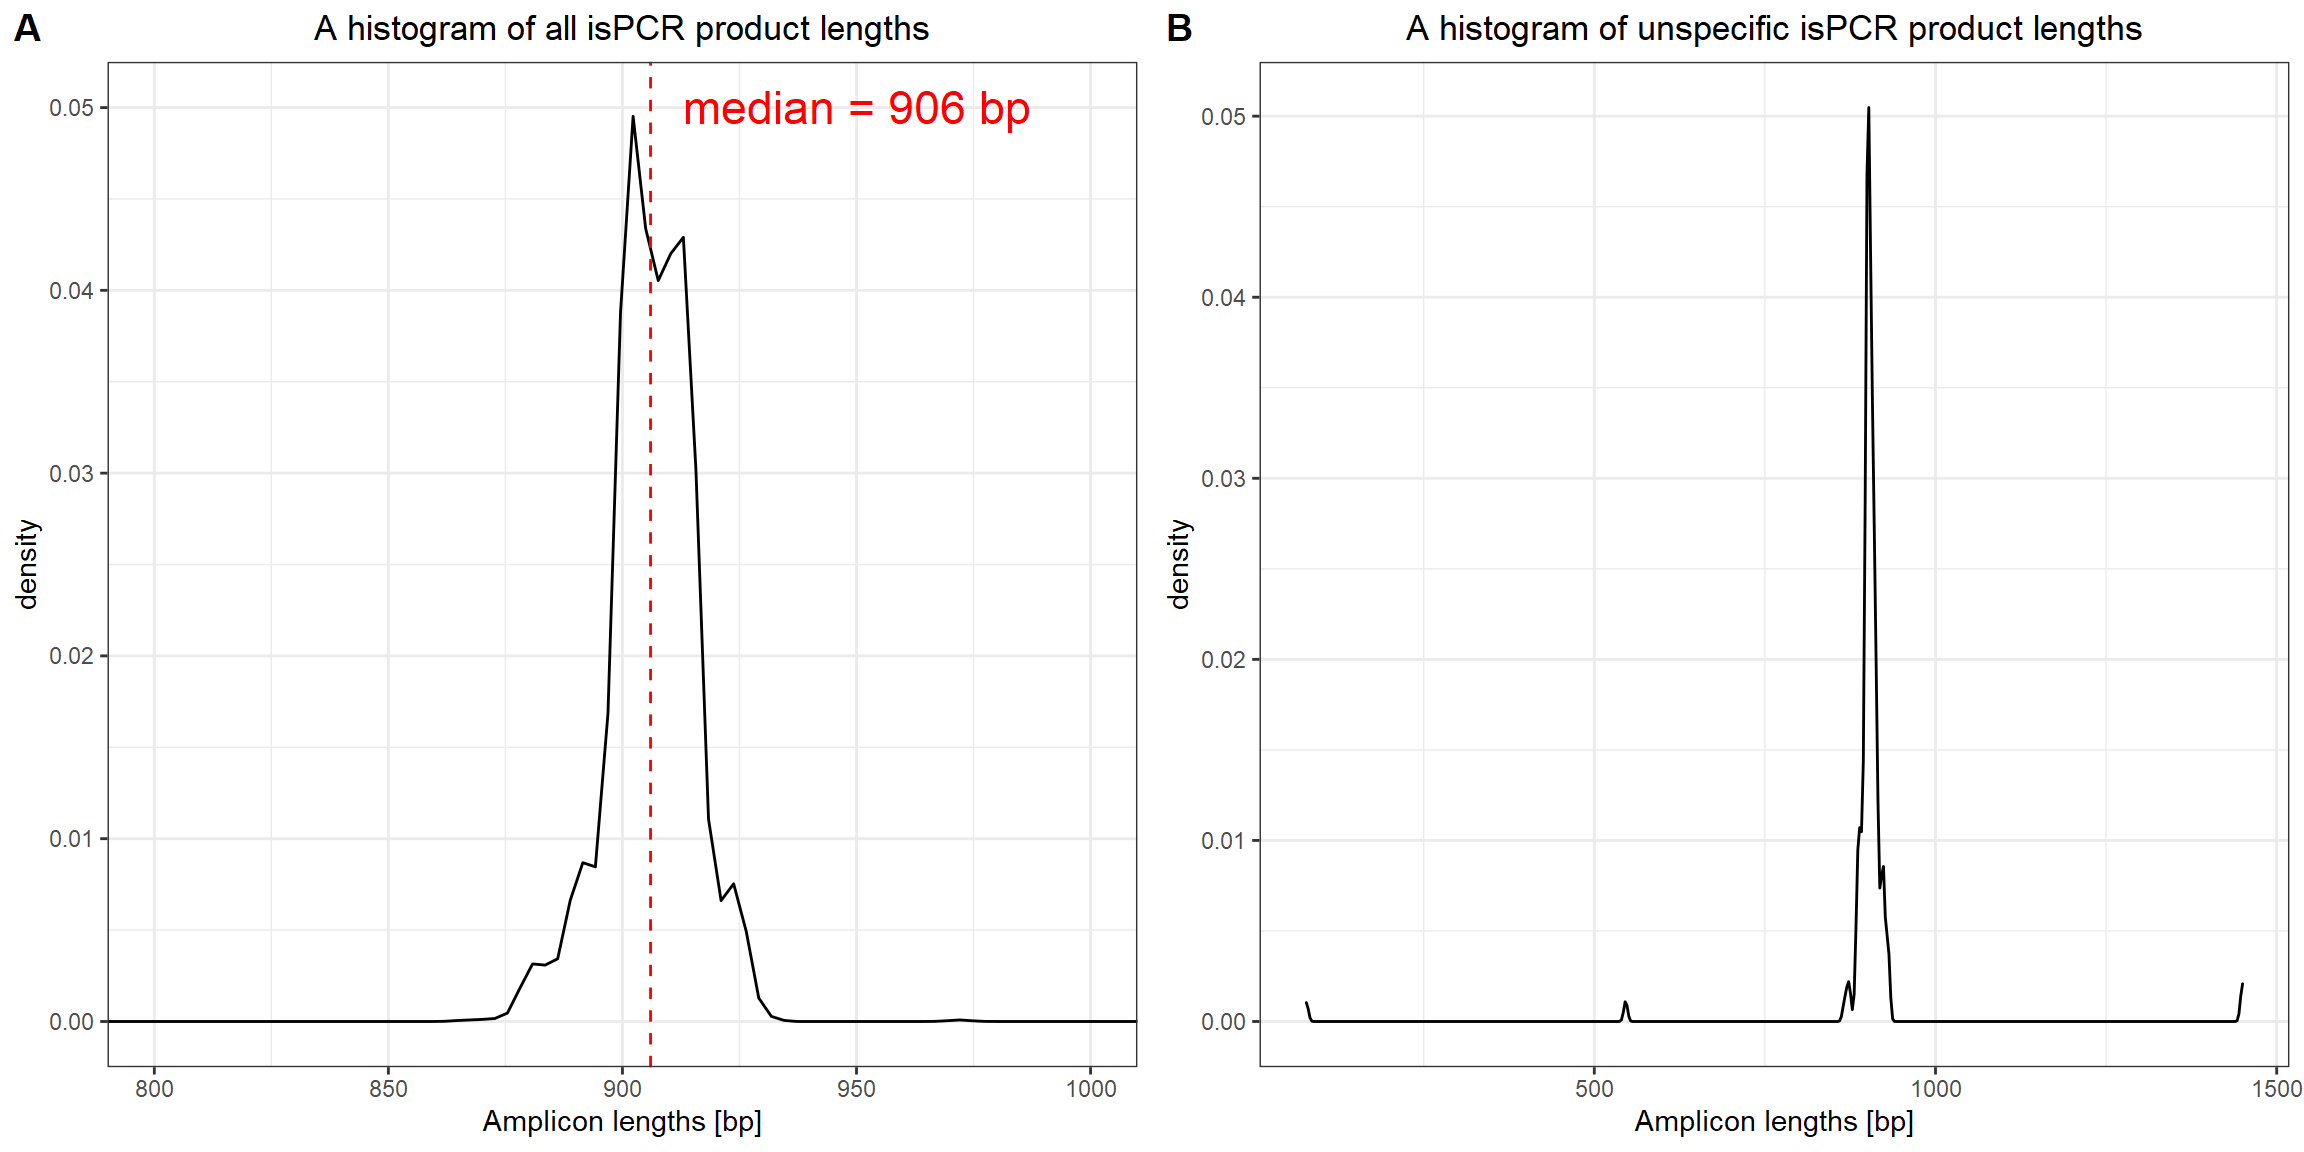 A
A histogram of all isPCR product lengths
median = 906 bp
0.05
0.04
0.03
0.02
0.01
0.00
density
800 850 900 950 1000
Amplicon lengths [bp]
B
A histogram of unspecific isPCR product lengths
0.05
0.04
0.03
0.02
0.01
0.00
density
500 1000 1500
Amplicon lengths [bp]